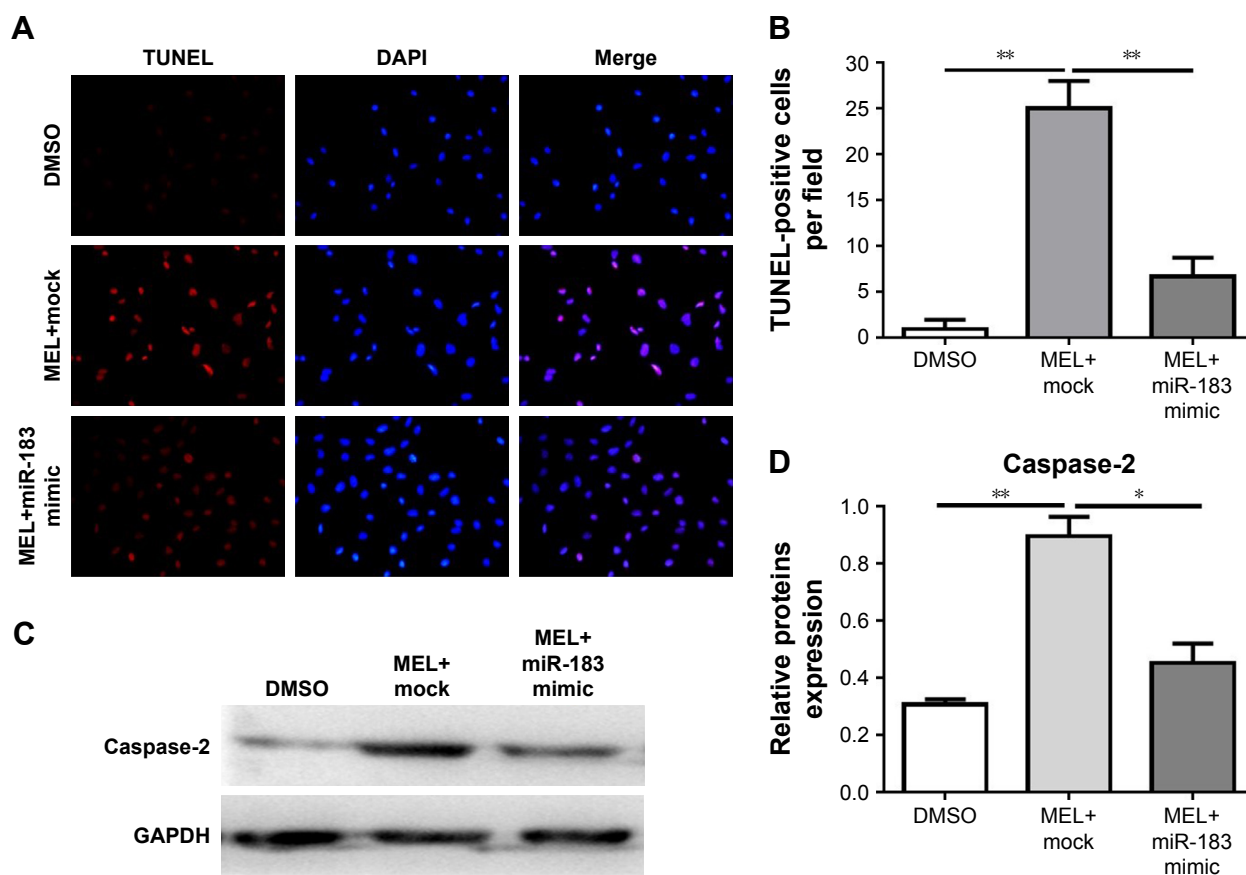 A
TUNEL
DAPI
Merge
DMSO
MEL+mock
MEL+miR-183
mimic
B
**
**
TUNEL-positive cells
per field
30
25
20
15
10
5
0
DMSO
MEL+
mock
MEL+
miR-183
mimic
C
DMSO
MEL+
mock
MEL+
miR-183
mimic
Caspase-2
GAPDH
D
Caspase-2
**
*
Relative proteins
expression
1.0
0.8
0.6
0.4
0.2
0.0
DMSO
MEL+
mock
MEL+
miR-183
mimic